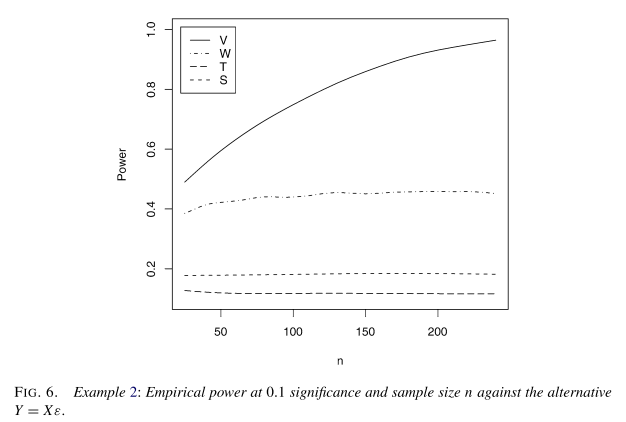 1.0
0.8
0.6
0.4
0.2
Power
V
W
T
S
50 100 150 200
n
FIG. 6. Example 2: Empirical power at 0.1 significance and sample size n against the alternative
Y = Xε.